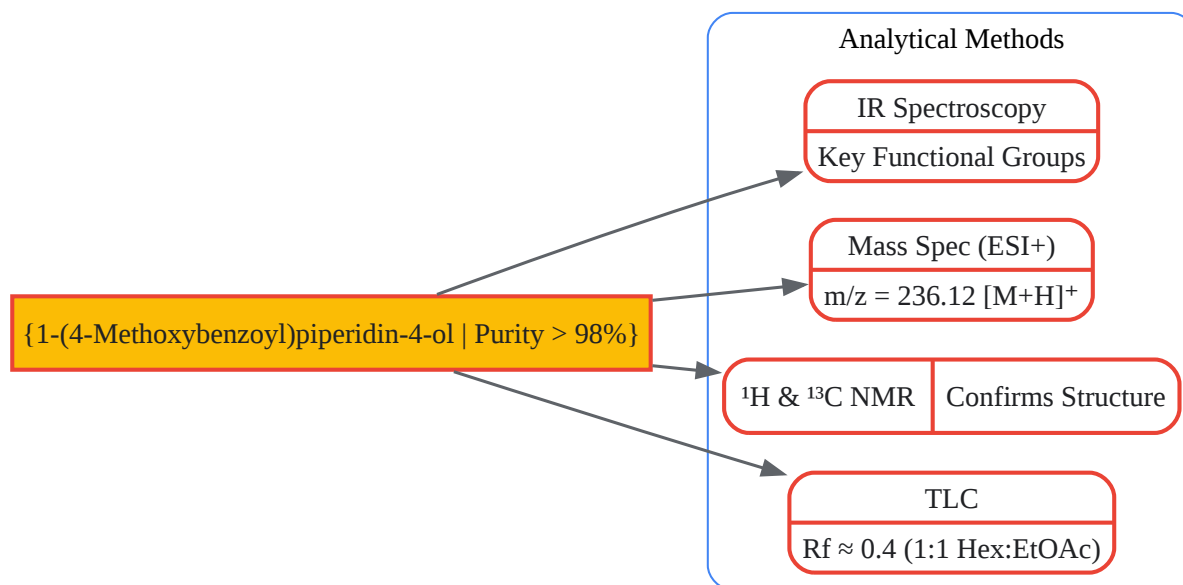 Analytical Methods
IR Spectroscopy
Key Functional Groups
Mass Spec (ESI+)
m/z = 236.12 [M+H]⁺
{1-(4-Methoxybenzoyl)piperidin-4-ol | Purity > 98%}
¹H & ¹³C NMR
Confirms Structure
TLC
Rf ≈ 0.4 (1:1 Hex:EtOAc)